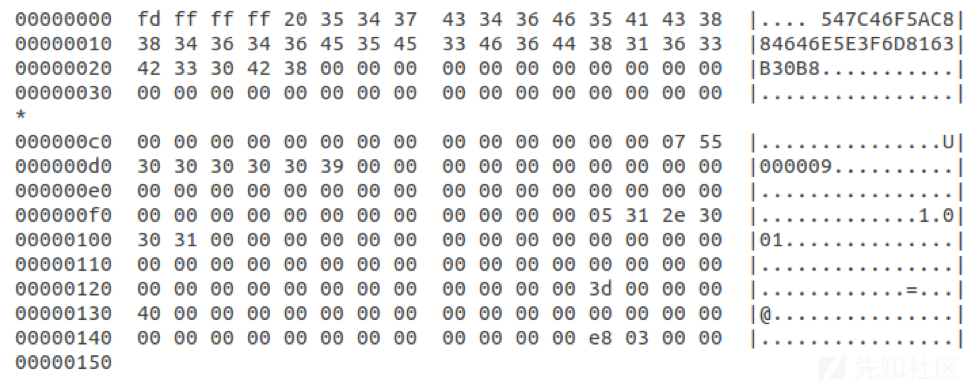 00000000  fd ff ff ff 20 35 34 37  43 34 36 46 35 41 43 38  |.... 547C46F5AC8|
00000010  38 34 36 34 36 45 35 45  33 46 36 44 38 31 36 33  |84646E5E3F6D8163|
00000020  42 33 30 42 38 00 00 00  00 00 00 00 00 00 00 00  |B30B8...........|
00000030  00 00 00 00 00 00 00 00  00 00 00 00 00 00 00 00  |................|
*
000000c0  00 00 00 00 00 00 00 00  00 00 00 00 00 00 07 55  |...............U|
000000d0  30 30 30 30 30 39 00 00  00 00 00 00 00 00 00 00  |000009..........|
000000e0  00 00 00 00 00 00 00 00  00 00 00 00 00 00 00 00  |................|
000000f0  00 00 00 00 00 00 00 00  00 00 00 00 05 31 2e 30  |.............1.0|
00000100  30 31 00 00 00 00 00 00  00 00 00 00 00 00 00 00  |01..............|
00000110  00 00 00 00 00 00 00 00  00 00 00 00 00 00 00 00  |................|
00000120  00 00 00 00 00 00 00 00  00 00 00 00 3d 00 00 00  |............=...|
00000130  40 00 00 00 00 00 00 00  00 00 00 00 00 00 00 00  |@...............|
00000140  00 00 00 00 00 00 00 00  00 00 00 00 e8 03 00 00  |................|
00000150
先知社区